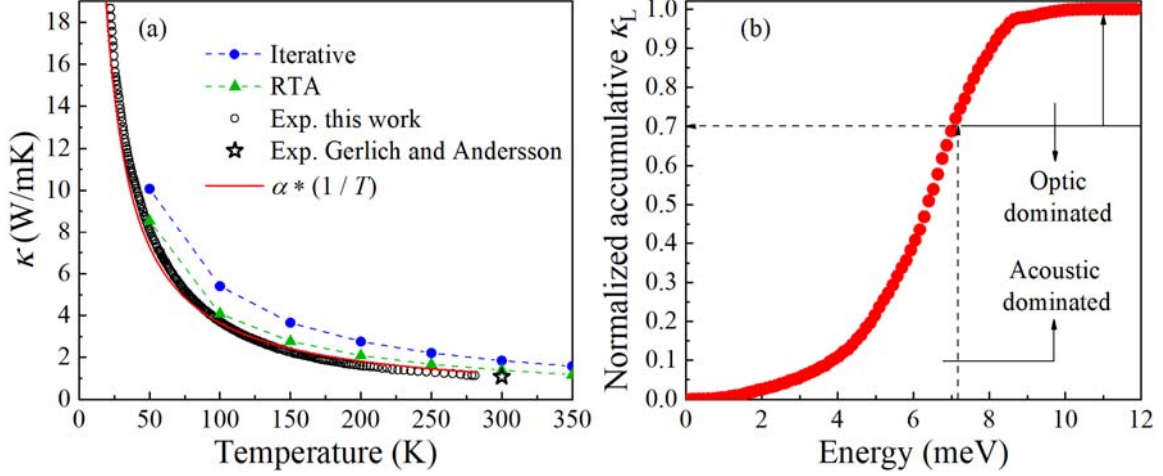 (a)
Iterative
RTA
Exp. this work
Exp. Gerlich and Andersson
α * (1 / T)
κ (W/mK)
18
16
14
12
10
8
6
4
2
0
0 50 100 150 200 250 300 350
Temperature (K)
(b)
Normalized accumulative κL
1.0
0.9
0.8
0.7
0.6
0.5
0.4
0.3
0.2
0.1
0.0
Optic
dominated
Acoustic
dominated
0 2 4 6 8 10 12
Energy (meV)